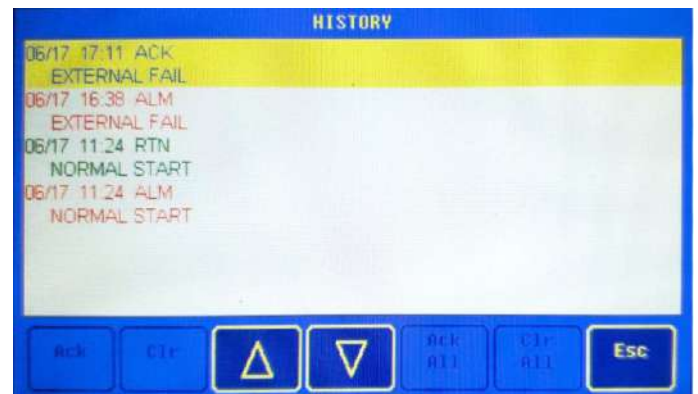 HISTORY
06/17 17:11 ACK
EXTERNAL FAIL
06/17 16:38 ALM
EXTERNAL FAIL
06/17 11:24 RTN
NORMAL START
06/17 11:24 ALM
NORMAL START
Ack Clr Ack All Clr All Esc